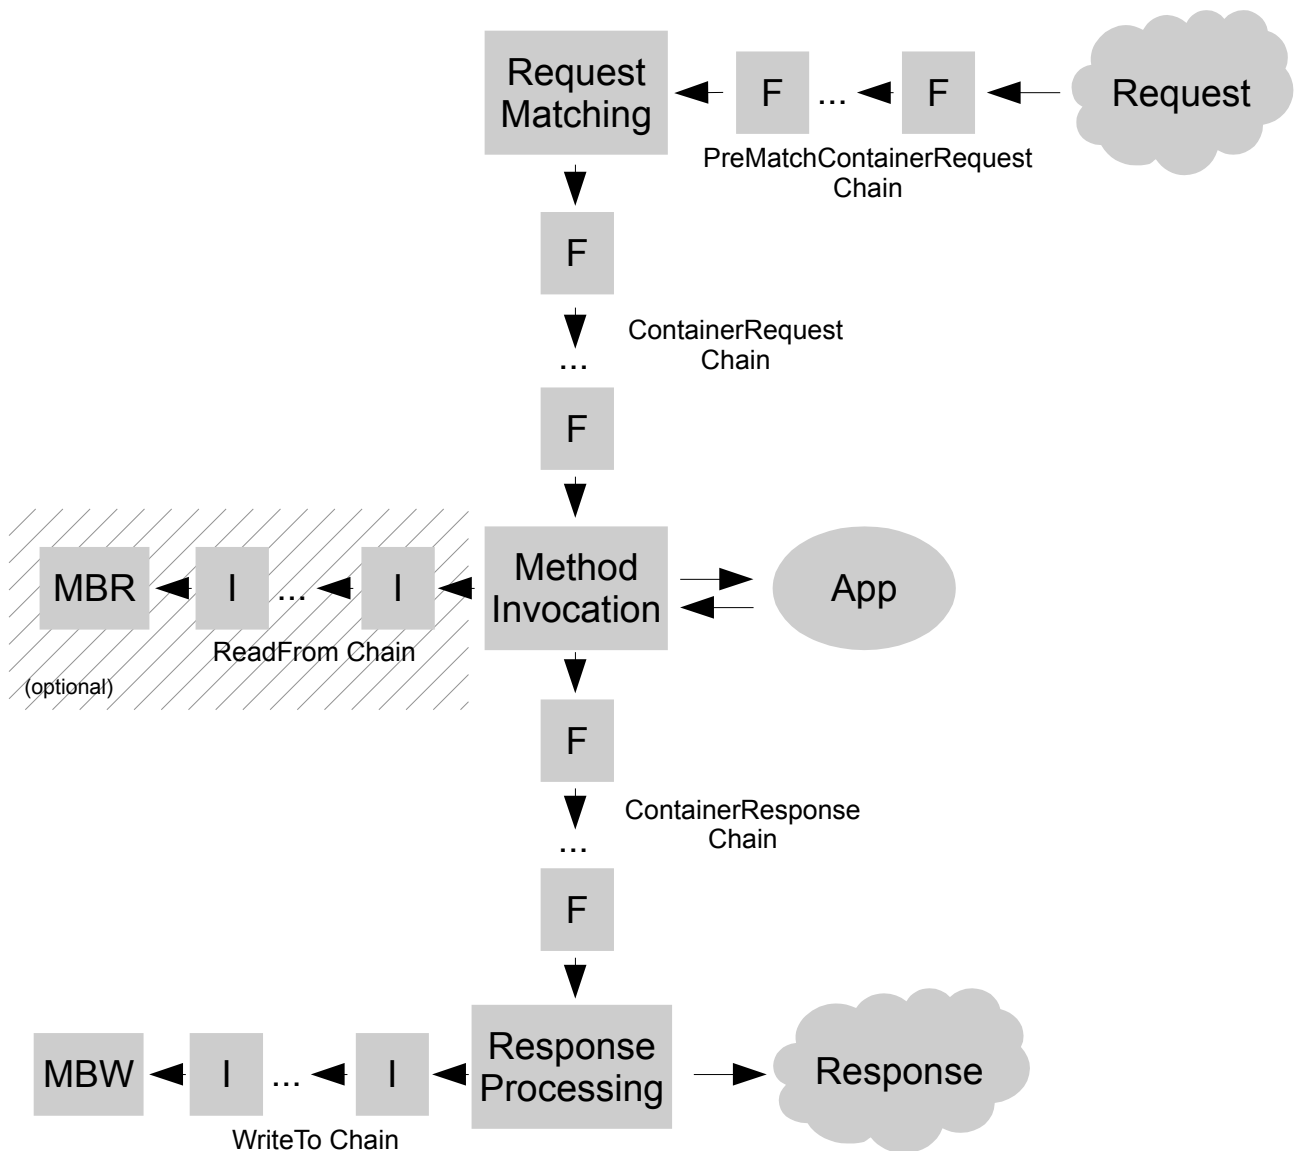 Request
Matching
F
...
F
Request
PreMatchContainerRequest
Chain
F
ContainerRequest
Chain
...
F
MBR
I
...
I
Method
Invocation
App
ReadFrom Chain
(optional)
F
ContainerResponse
Chain
...
F
MBW
I
...
I
Response
Processing
Response
WriteTo Chain